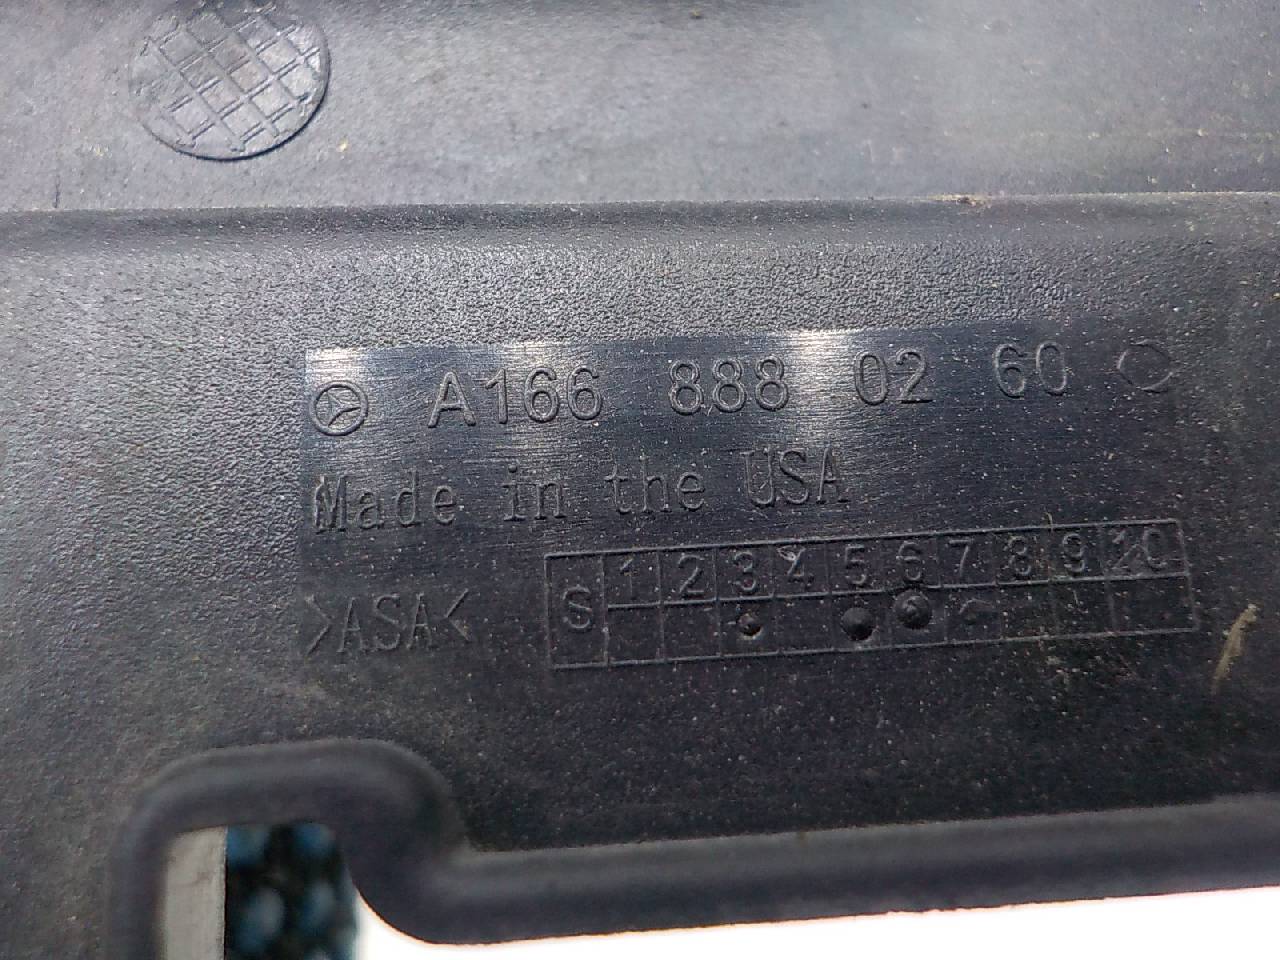 A166 888 02 60
Made in the USA
>ASA<
S 1 2 3 4 5 6 7 8 9 10